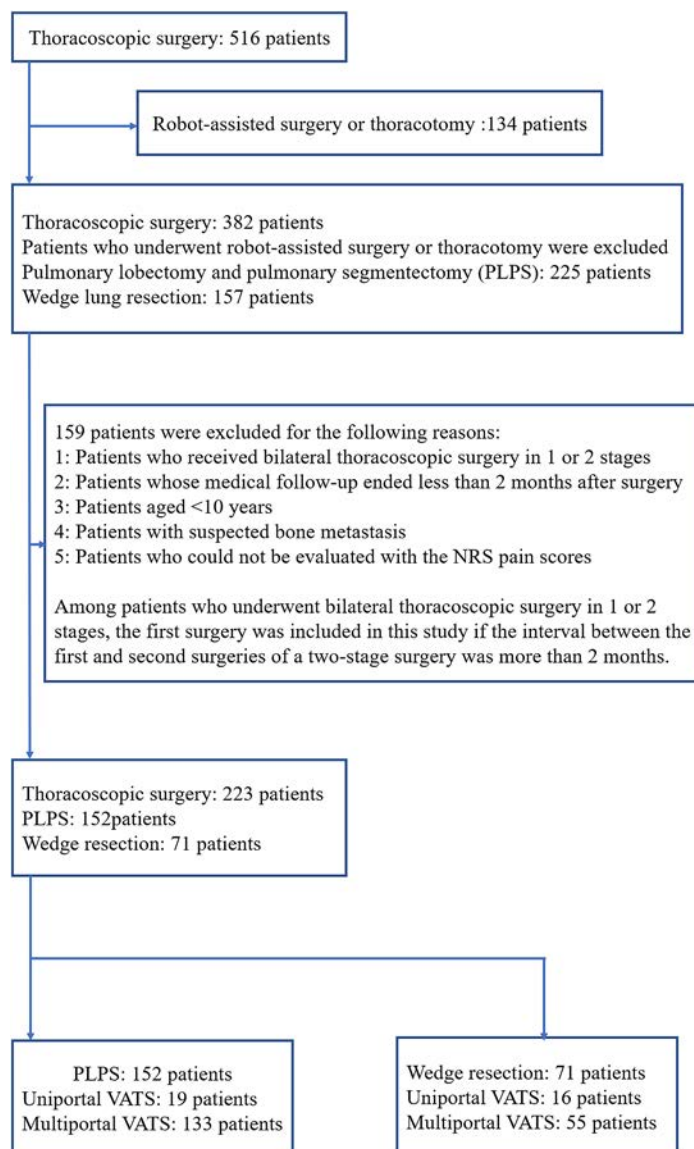 Thoracoscopic surgery: 516 patients
Robot-assisted surgery or thoracotomy :134 patients
Thoracoscopic surgery: 382 patients
Patients who underwent robot-assisted surgery or thoracotomy were excluded
Pulmonary lobectomy and pulmonary segmentectomy (PLPS): 225 patients
Wedge lung resection: 157 patients
159 patients were excluded for the following reasons:
1: Patients who received bilateral thoracoscopic surgery in 1 or 2 stages
2: Patients whose medical follow-up ended less than 2 months after surgery
3: Patients aged <10 years
4: Patients with suspected bone metastasis
5: Patients who could not be evaluated with the NRS pain scores
Among patients who underwent bilateral thoracoscopic surgery in 1 or 2
stages, the first surgery was included in this study if the interval between the
first and second surgeries of a two-stage surgery was more than 2 months.
Thoracoscopic surgery: 223 patients
PLPS: 152patients
Wedge resection: 71 patients
PLPS: 152 patients
Uniportal VATS: 19 patients
Multiportal VATS: 133 patients
Wedge resection: 71 patients
Uniportal VATS: 16 patients
Multiportal VATS: 55 patients